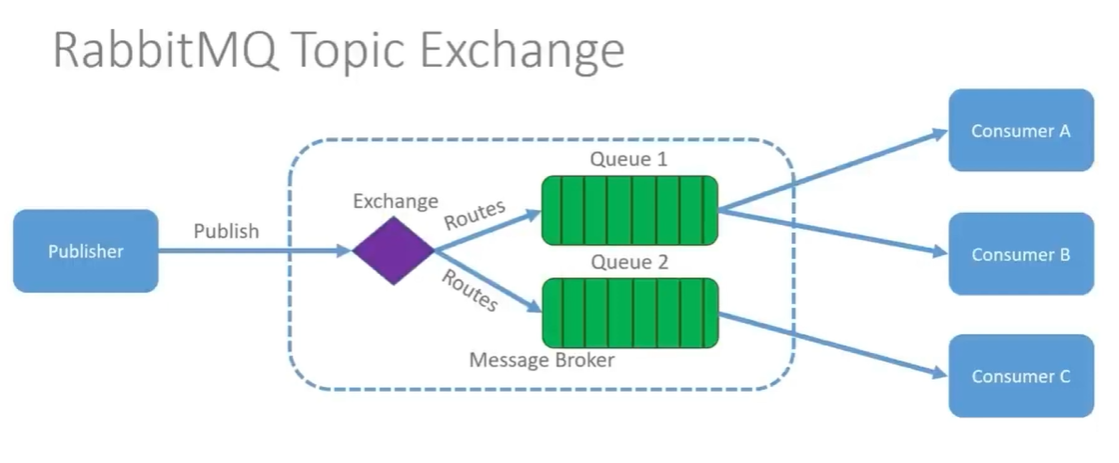 RabbitMQ Topic Exchange
Publisher
Publish
Exchange
Routes
Routes
Queue 1
Queue 2
Message Broker
Consumer A
Consumer B
Consumer C